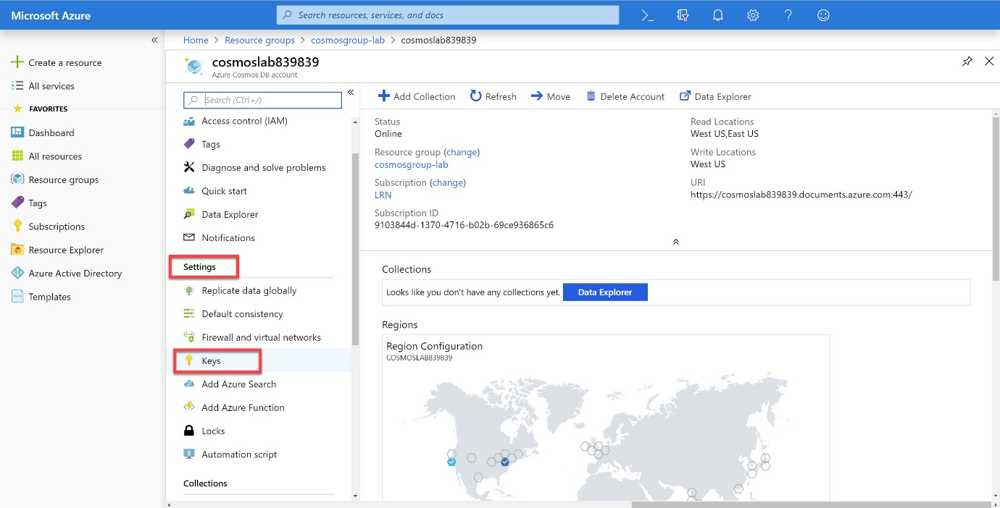 Microsoft Azure
Search resources, services, and docs
Create a resource
All services
FAVORITES
Dashboard
All resources
Resource groups
Tags
Subscriptions
Resource Explorer
Azure Active Directory
Templates
Home > Resource groups > cosmosgroup-lab > cosmoslab839839
cosmoslab839839
Azure Cosmos DB account
Search (Ctrl+/)
Access control (IAM)
Tags
Diagnose and solve problems
Quick start
Data Explorer
Notifications
Settings
Replicate data globally
Default consistency
Firewall and virtual networks
Keys
Add Azure Search
Add Azure Function
Locks
Automation script
Collections
Add Collection Refresh Move Delete Account Data Explorer
Status
Online
Resource group (change)
cosmosgroup-lab
Subscription (change)
LRN
Subscription ID
9103844d-1370-4716-b02b-69ce936865c6
Read Locations
West US,East US
Write Locations
West US
URI
https://cosmoslab839839.documents.azure.com:443/
Collections
Looks like you don't have any collections yet. Data Explorer
Regions
Region Configuration
COSMOSLAB839839